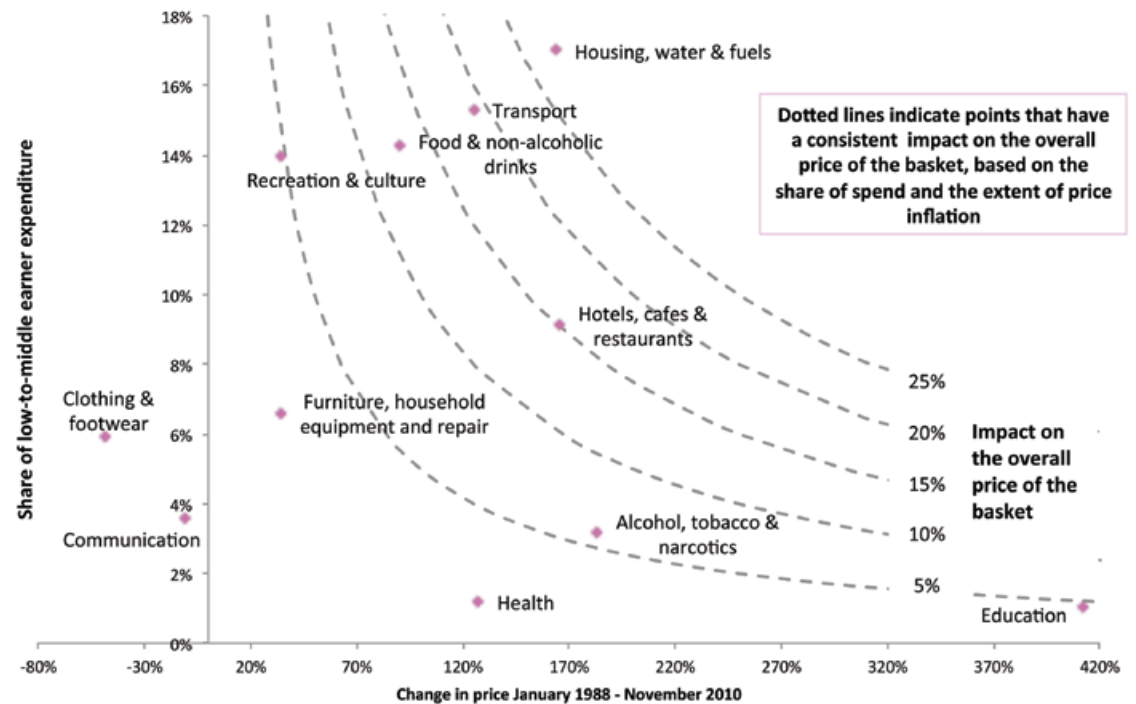 18%
Housing, water & fuels
16%
Transport
Food & non-alcoholic
drinks
14%
Recreation & culture
Dotted lines indicate points that have
a consistent impact on the overall
price of the basket, based on the
share of spend and the extent of price
inflation
Share of low-to-middle earner expenditure
12%
10%
Hotels, cafes &
restaurants
8%
25%
Clothing &
footwear
Furniture, household
equipment and repair
6%
20%
Impact on
the overall
price of the
basket
15%
4%
Communication
Alcohol, tobacco &
narcotics
10%
2%
5%
Health
Education
0%
-80%
-30%
20%
70%
120%
170%
220%
270%
320%
370%
420%
Change in price January 1988 - November 2010